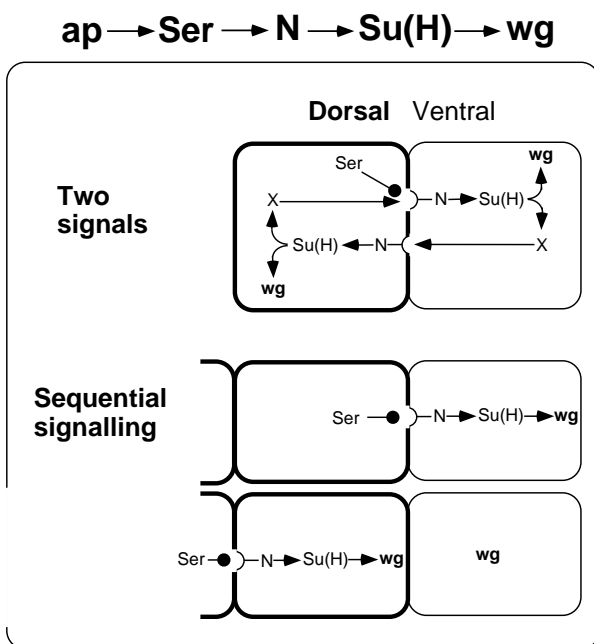 ap → Ser → N → Su(H) → wg
Dorsal Ventral
Two
signals
Ser
wg
X
N
Su(H)
Su(H)
N
X
wg
Sequential
signalling
Ser
N
Su(H)
wg
Ser
N
Su(H)
wg
wg